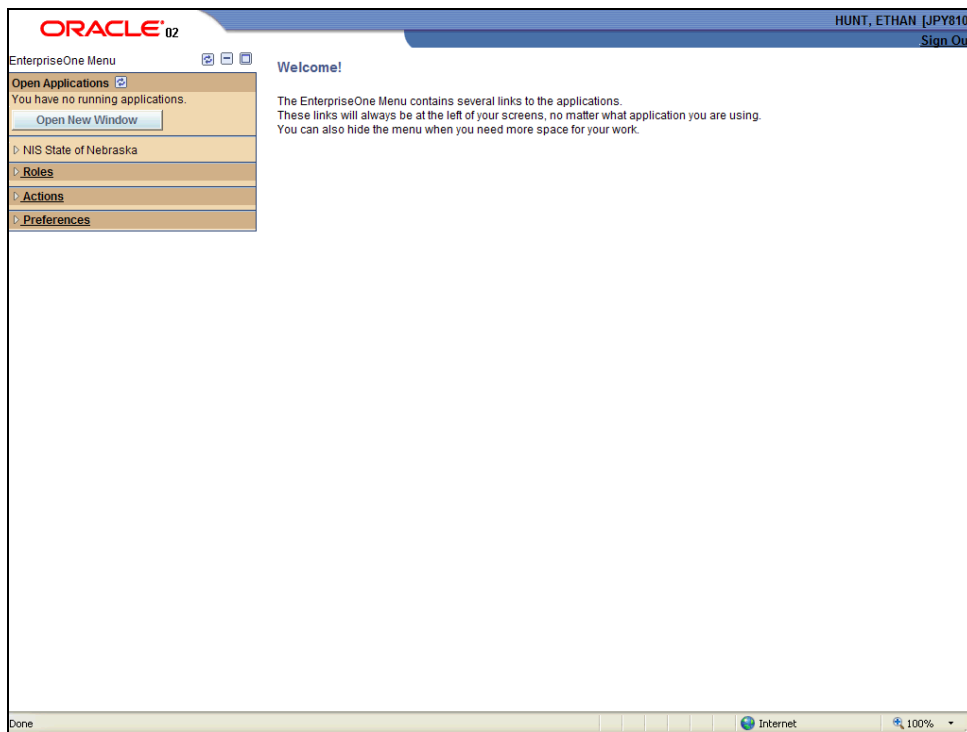 HUNT, ETHAN [JPY810
ORACLE 02
Sign Ou
EnterpriseOne Menu
Welcome!
Open Applications
You have no running applications.
Open New Window
The EnterpriseOne Menu contains several links to the applications.
These links will always be at the left of your screens, no matter what application you are using.
You can also hide the menu when you need more space for your work.
NIS State of Nebraska
Roles
Actions
Preferences
Done
Internet
100%